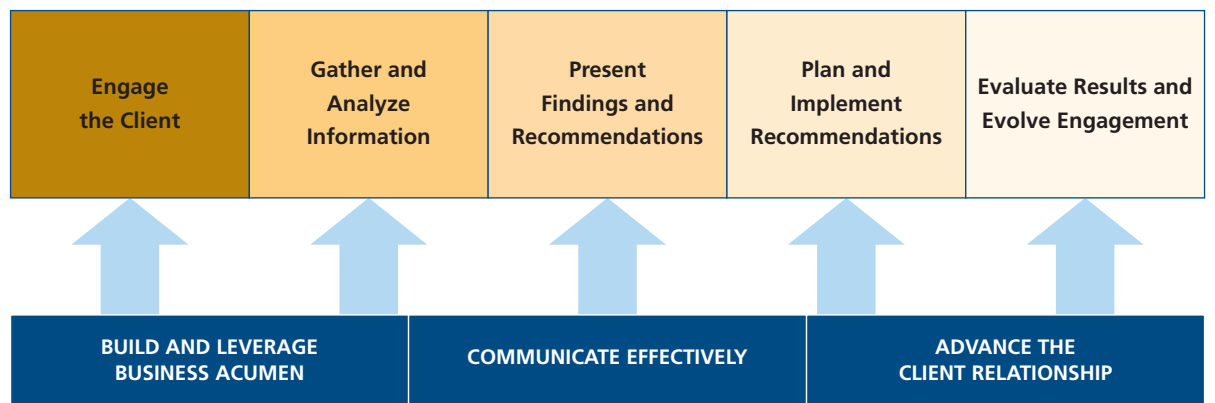 Engage
the Client
Gather and
Analyze
Information
Present
Findings and
Recommendations
Plan and
Implement
Recommendations
Evaluate Results and
Evolve Engagement
BUILD AND LEVERAGE
BUSINESS ACUMEN
COMMUNICATE EFFECTIVELY
ADVANCE THE
CLIENT RELATIONSHIP